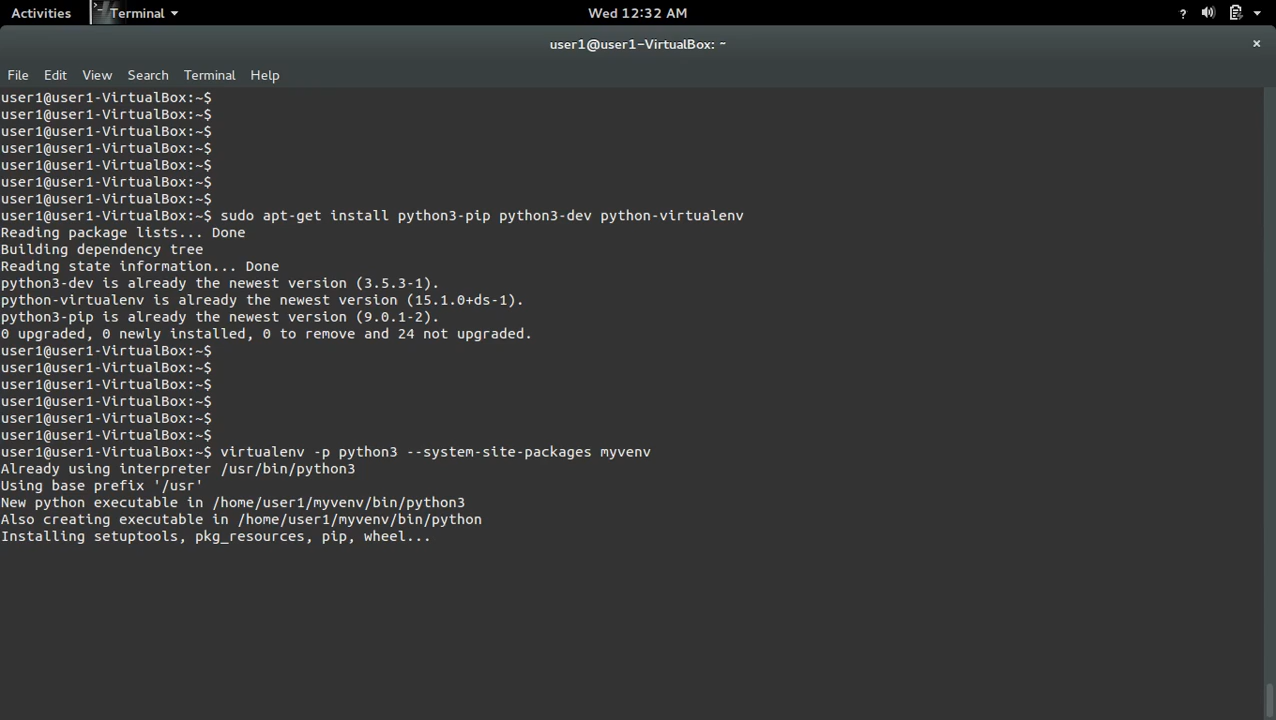 Activities
Terminal
Wed 12:32 AM
?
user1@user1-VirtualBox: ~
×
File Edit View Search Terminal Help
user1@user1-VirtualBox:~$
user1@user1-VirtualBox:~$
user1@user1-VirtualBox:~$
user1@user1-VirtualBox:~$
user1@user1-VirtualBox:~$
user1@user1-VirtualBox:~$
user1@user1-VirtualBox:~$
user1@user1-VirtualBox:~$ sudo apt-get install python3-pip python3-dev python-virtualenv
Reading package lists... Done
Building dependency tree
Reading state information... Done
python3-dev is already the newest version (3.5.3-1).
python-virtualenv is already the newest version (15.1.0+ds-1).
python3-pip is already the newest version (9.0.1-2).
0 upgraded, 0 newly installed, 0 to remove and 24 not upgraded.
user1@user1-VirtualBox:~$
user1@user1-VirtualBox:~$
user1@user1-VirtualBox:~$
user1@user1-VirtualBox:~$
user1@user1-VirtualBox:~$
user1@user1-VirtualBox:~$
user1@user1-VirtualBox:~$ virtualenv -p python3 --system-site-packages myvenv
Already using interpreter /usr/bin/python3
Using base prefix '/usr'
New python executable in /home/user1/myvenv/bin/python3
Also creating executable in /home/user1/myvenv/bin/python
Installing setuptools, pkg_resources, pip, wheel...